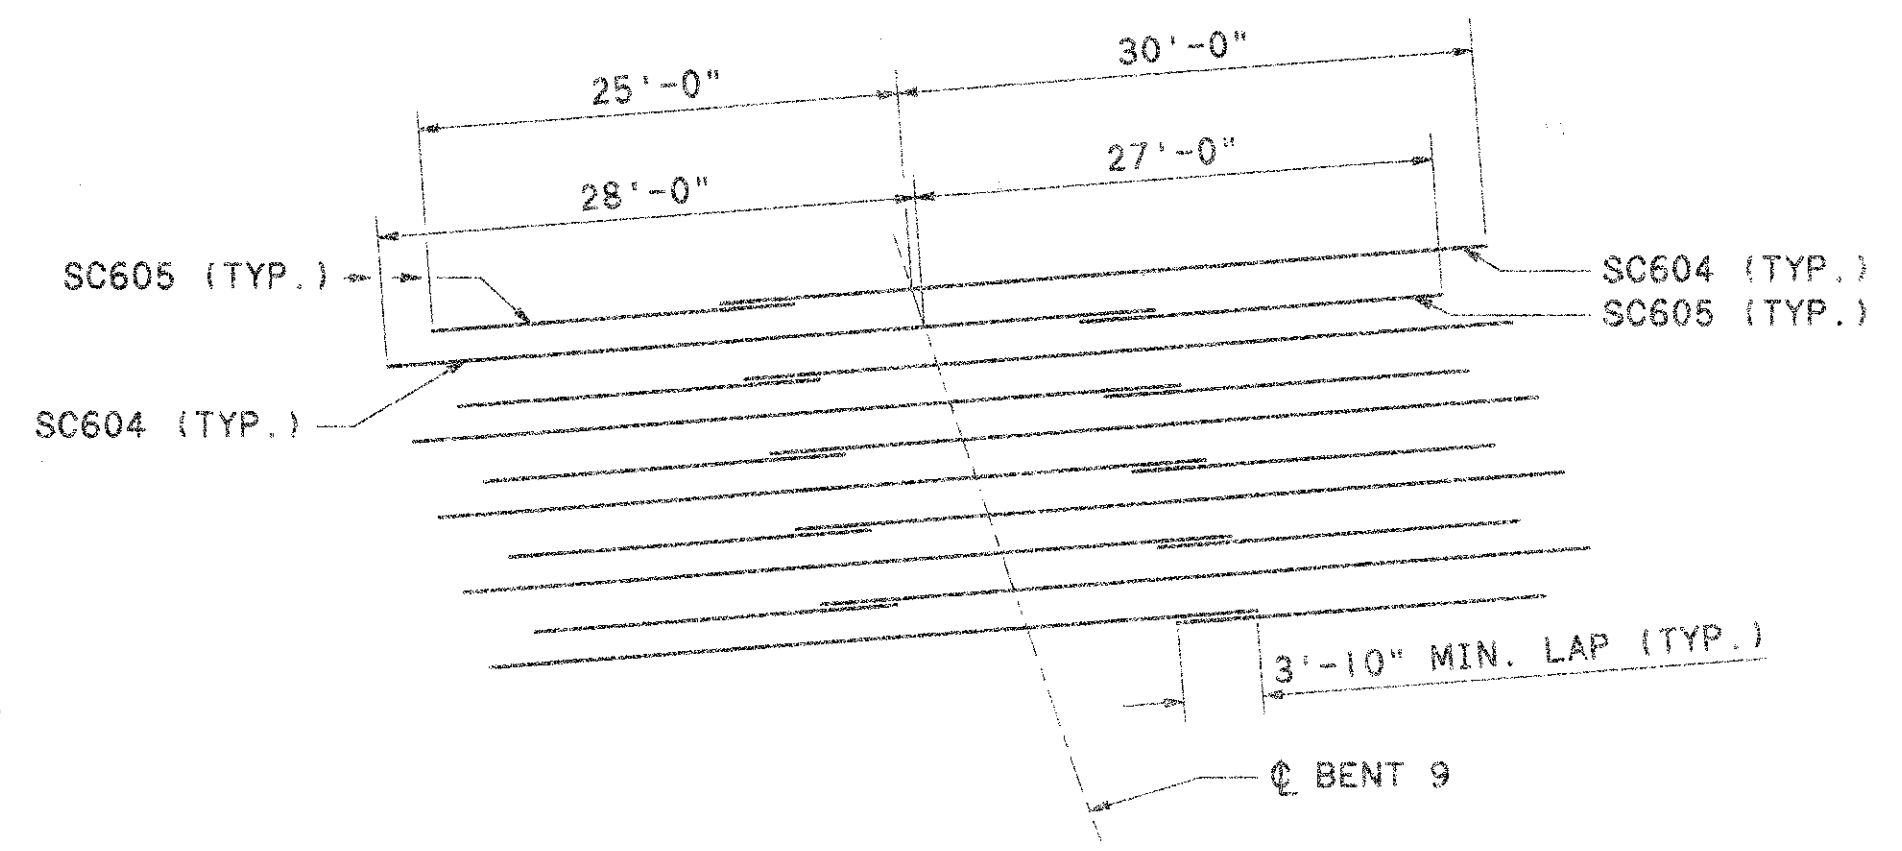 30'-0"
25'-0"
27'-0"
28'-0"
SC605 (TYP.)
SC604 (TYP.)
SC605 (TYP.)
SC604 (TYP.)
3'-10" MIN. LAP (TYP.)
℄ BENT 9